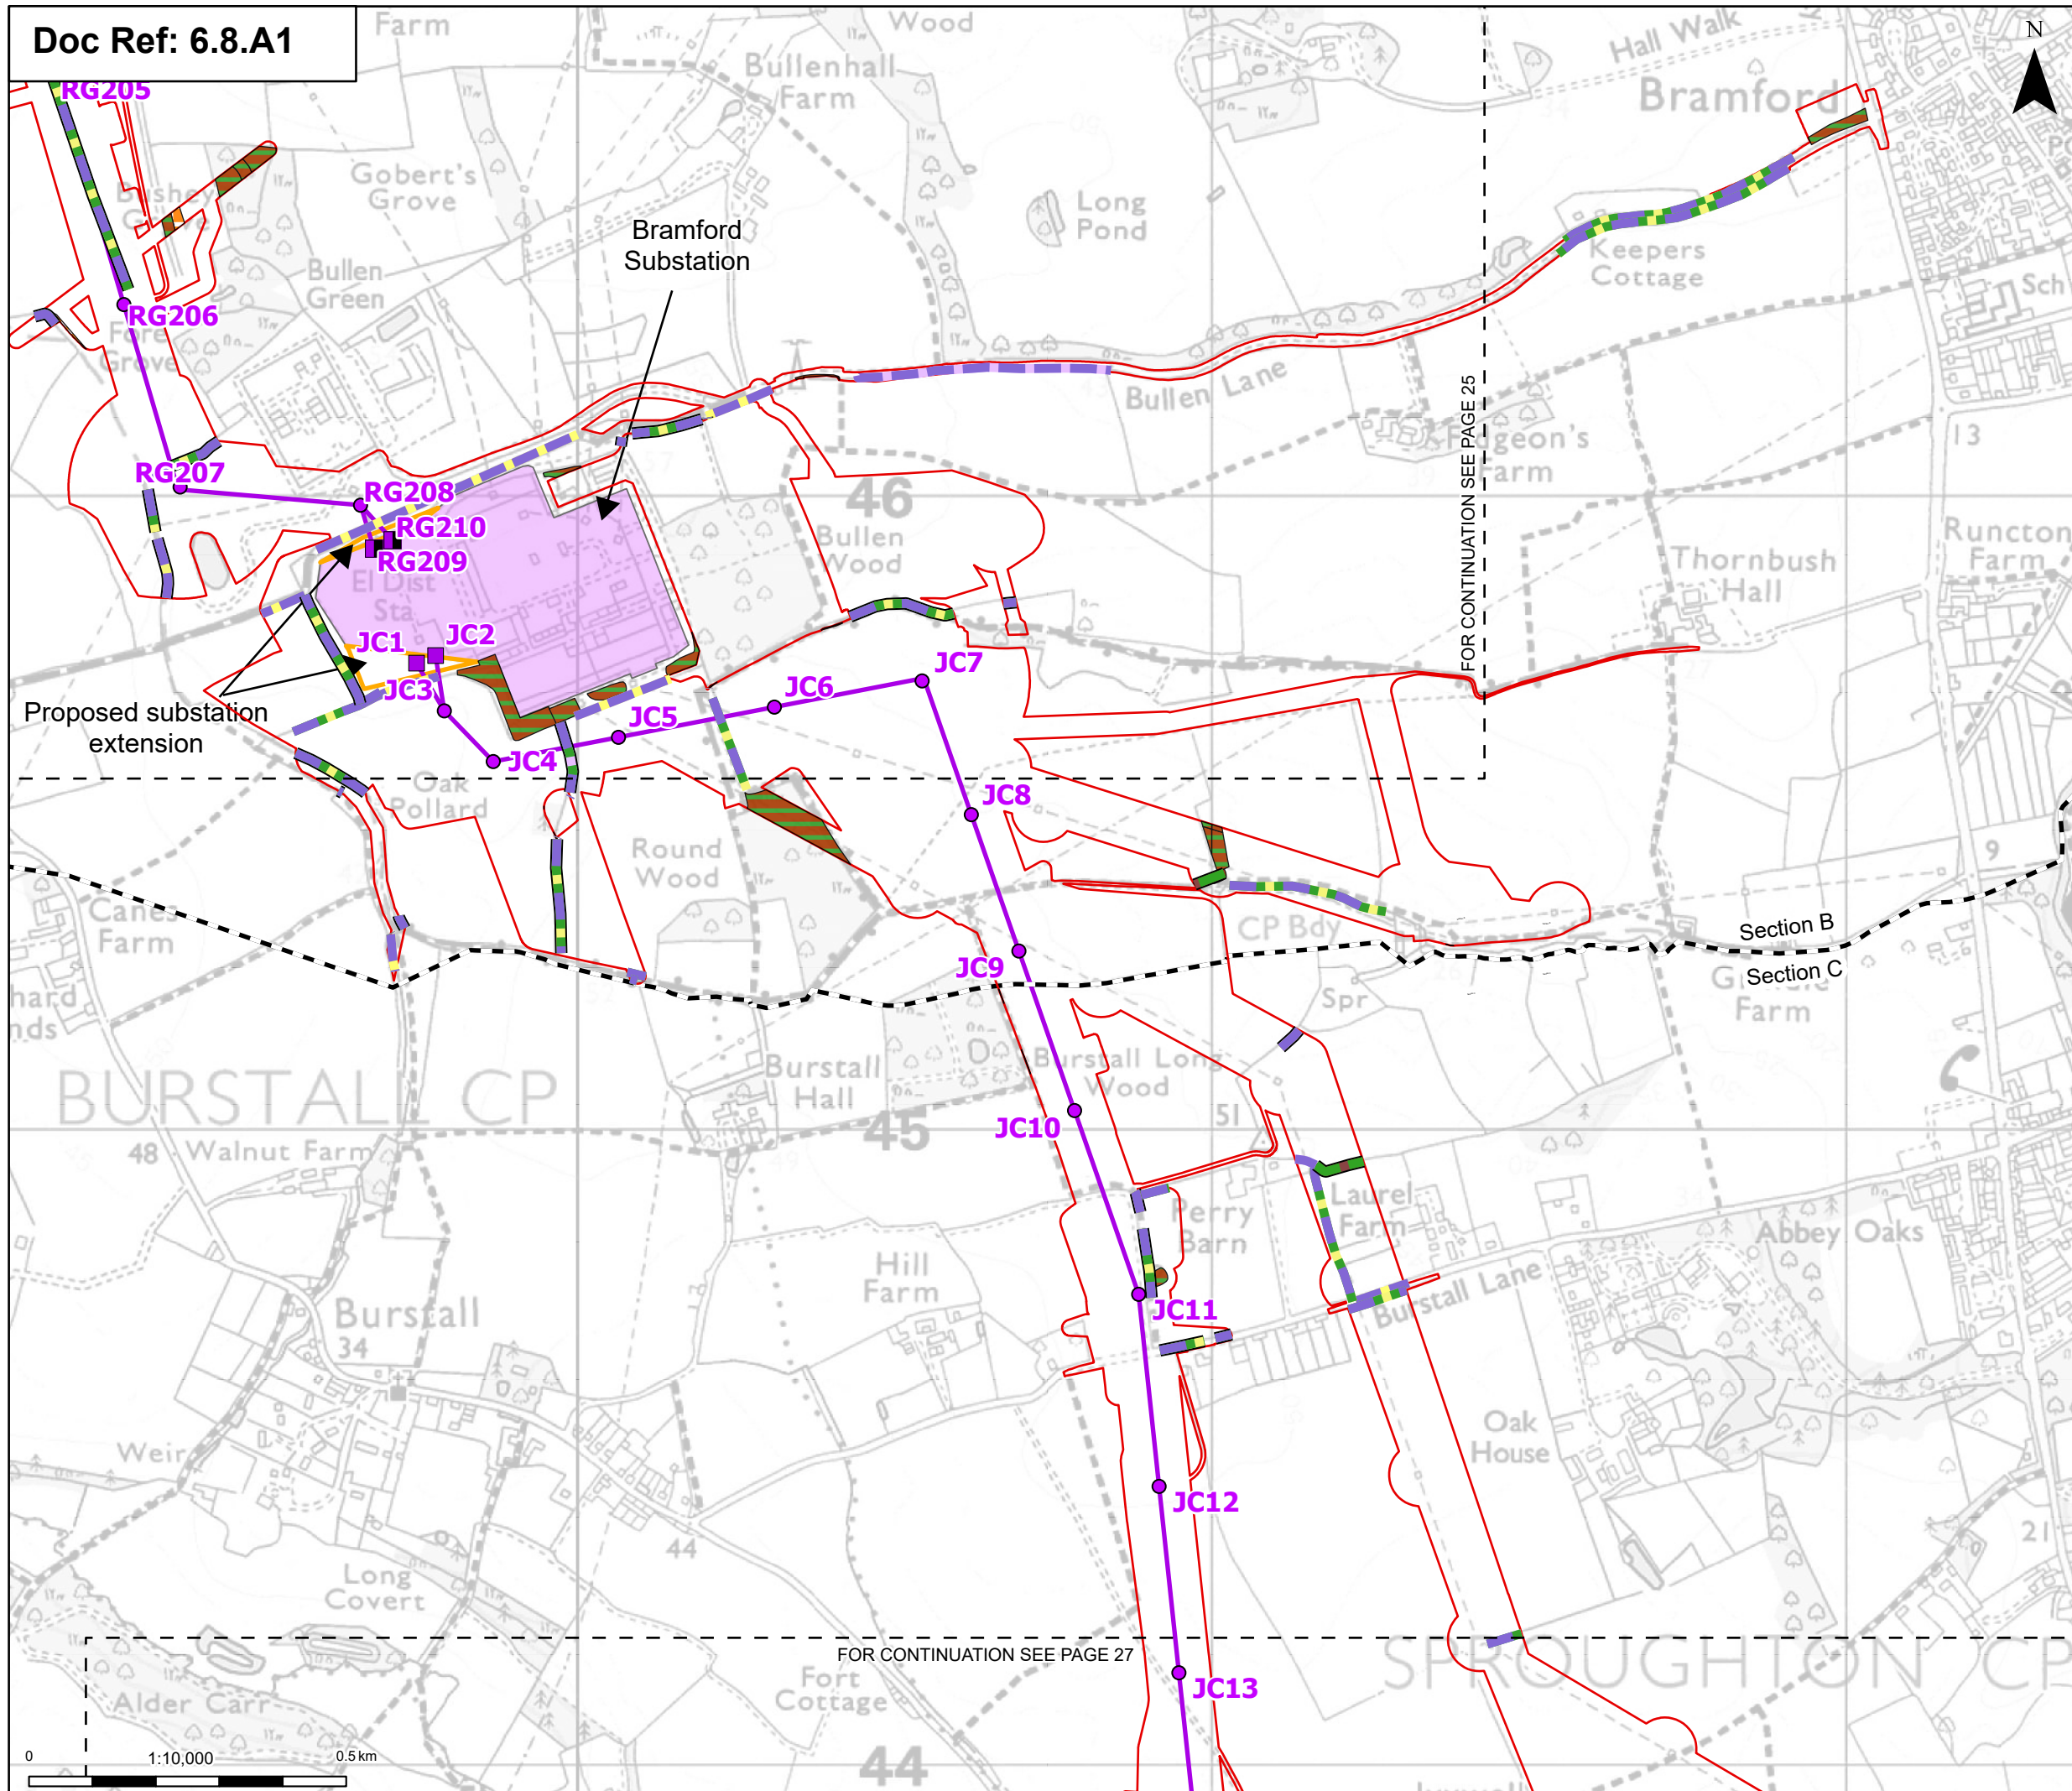 Doc Ref: 6.8.A1
Farm
Wood
N
Hall Walk
Bramford
RG205
Bullenhall
Farm
Gobert's
Grove
Long
Pond
Bramford
Substation
Keepers
Cottage
Bullen
Green
RG206
Fore
Grove
Bullen Lane
FOR CONTINUATION SEE PAGE 25
Farm
13
57
RG207
RG208
46
RG210
Bullen
Wood
RG209
El Dist
Sta
Thornbush
Hall
Runcton
Farm
JC1
JC2
JC3
JC7
JC6
JC5
Proposed substation
extension
JC4
Oak
Pollard
JC8
Round
Wood
9
Canes
Farm
CP Bdy
Section B
JC9
Section C
Farm
Spr
BURSTALL CP
Burstall
Hall
Burstall Long
Wood
51
45
JC10
48
Walnut Farm
Laurel
Farm
Perry
Barn
Abbey Oaks
Hill
Farm
Burstall Lane
JC11
Burstall
34
Oak
House
Weir
JC12
21
44
Long
Covert
FOR CONTINUATION SEE PAGE 27
SPROUGHTON CP
JC13
Fort
Cottage
Alder Carr
44
0
1:10,000
0.5 km